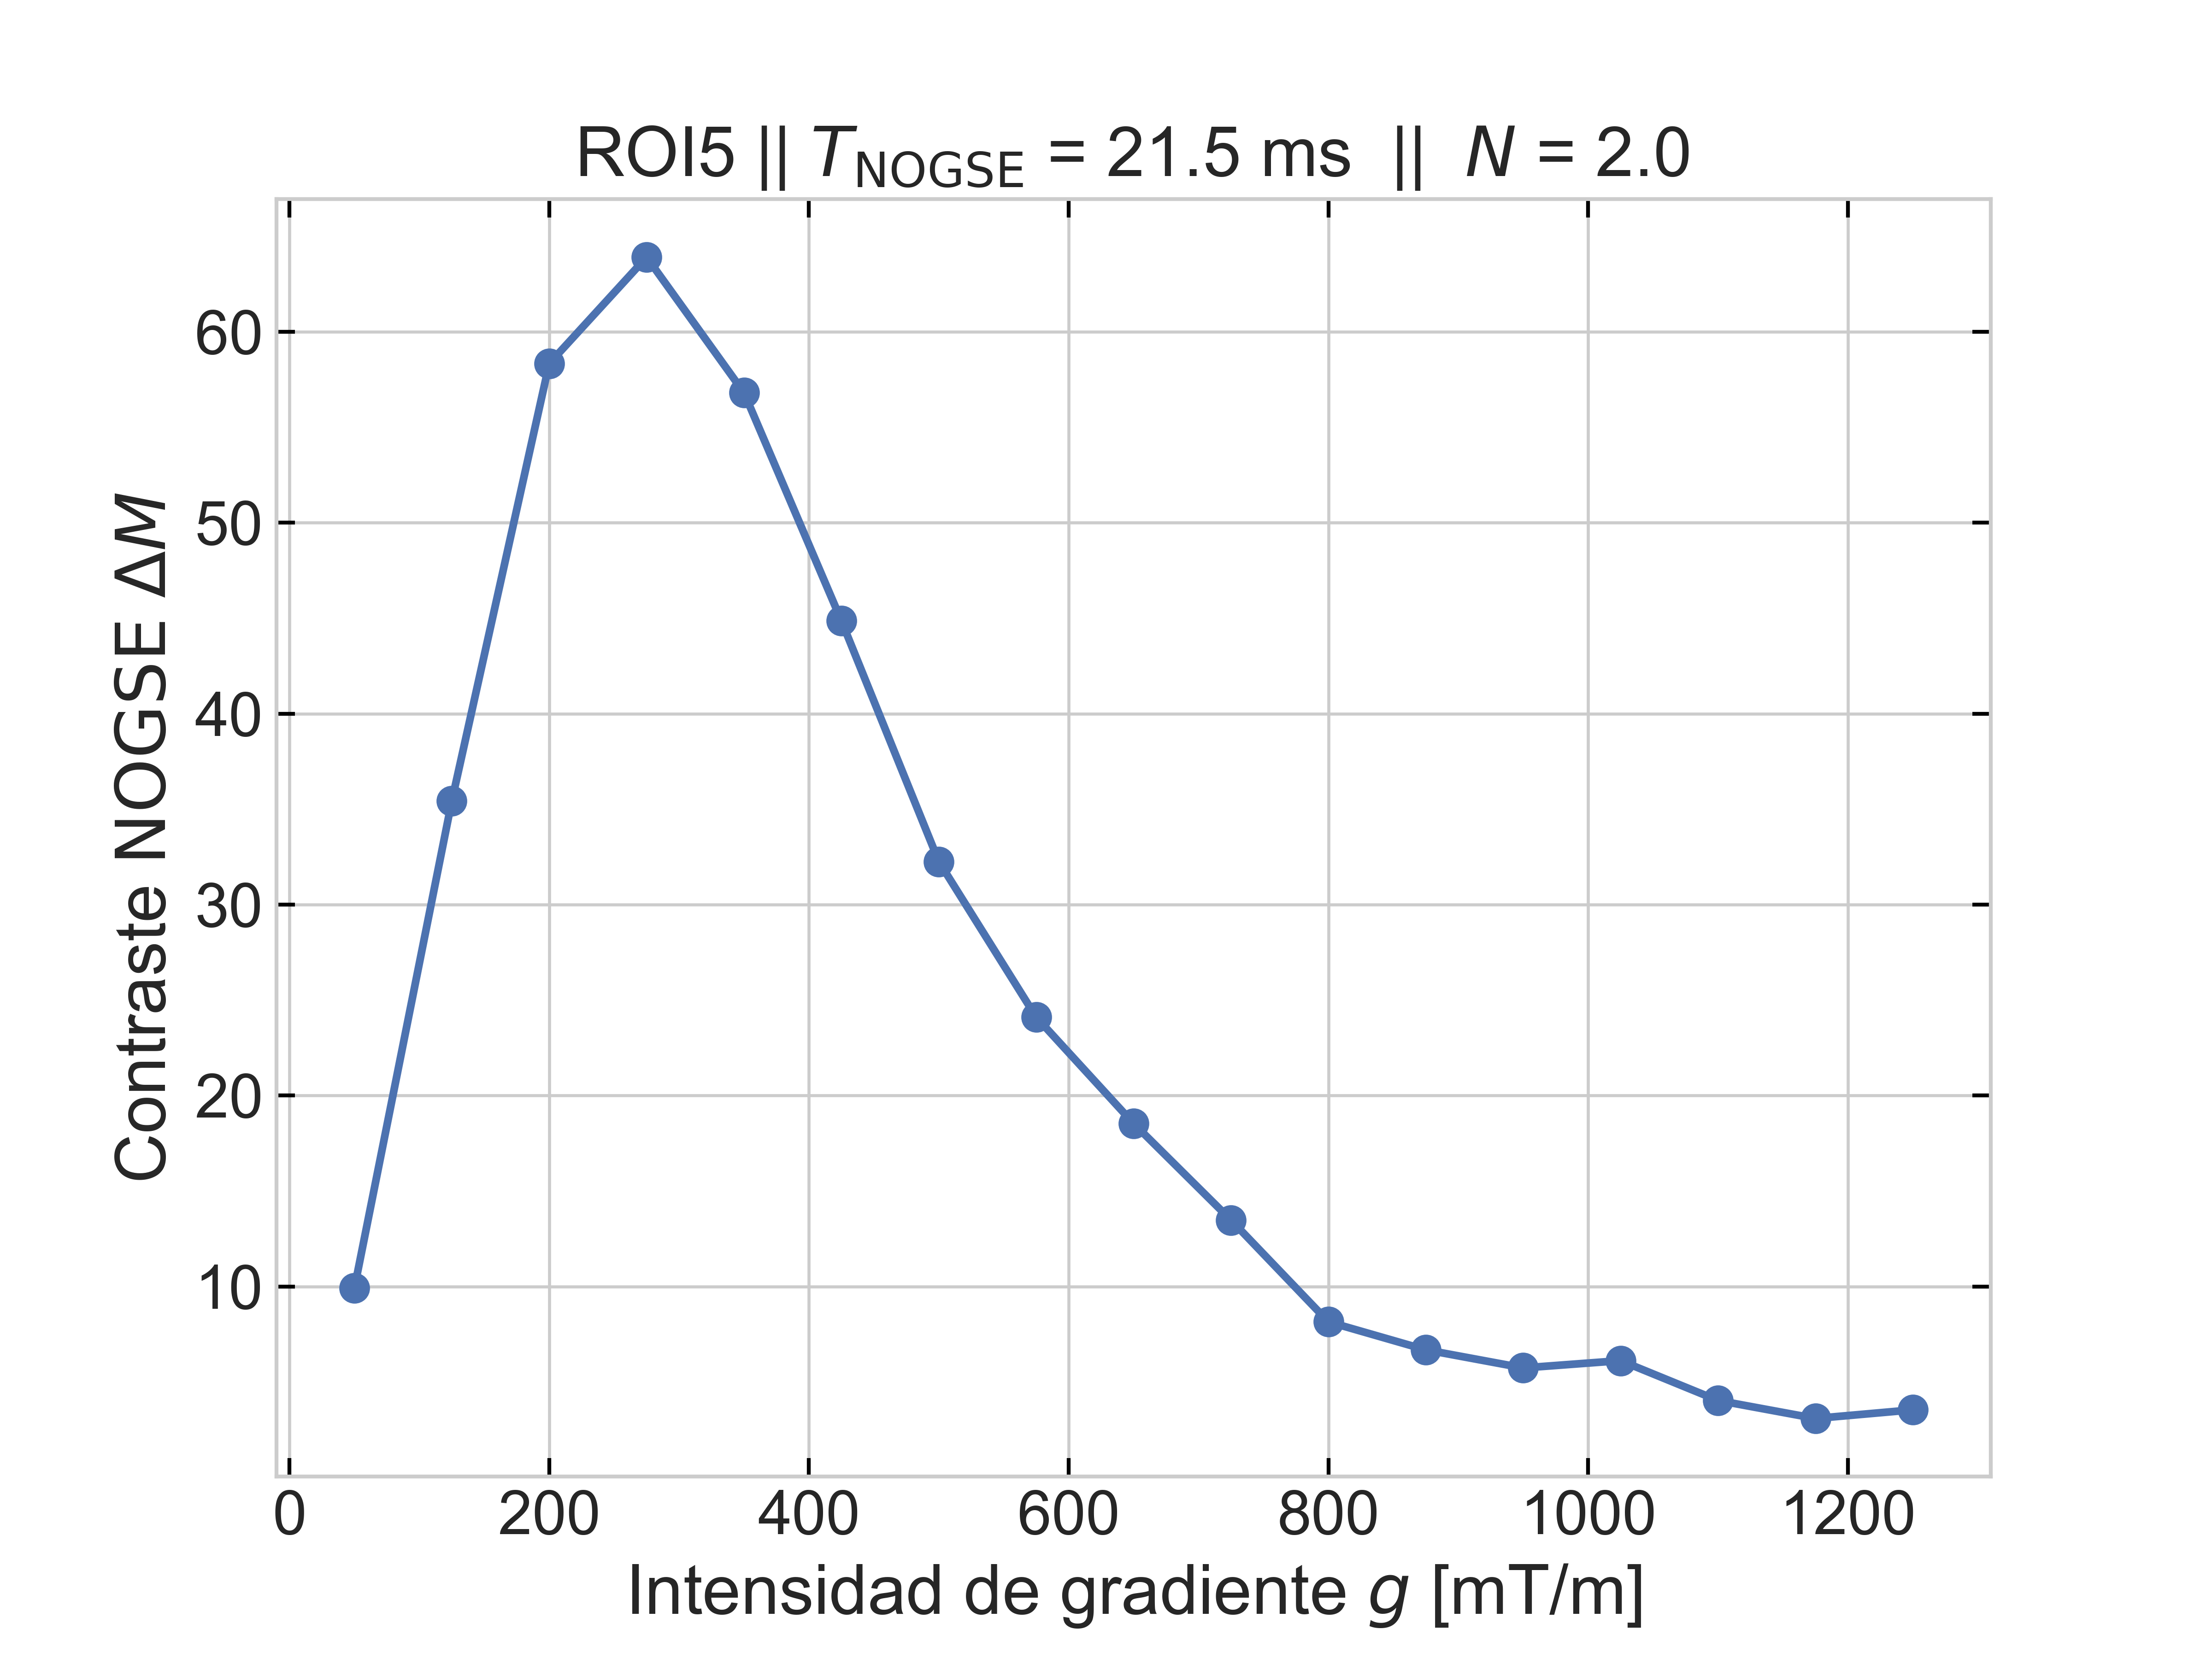 ROI5 || T_NOGSE = 21.5 ms || N = 2.0
Contraste NOGSE ΔM
60
50
40
30
20
10
0 200 400 600 800 1000 1200
Intensidad de gradiente g [mT/m]